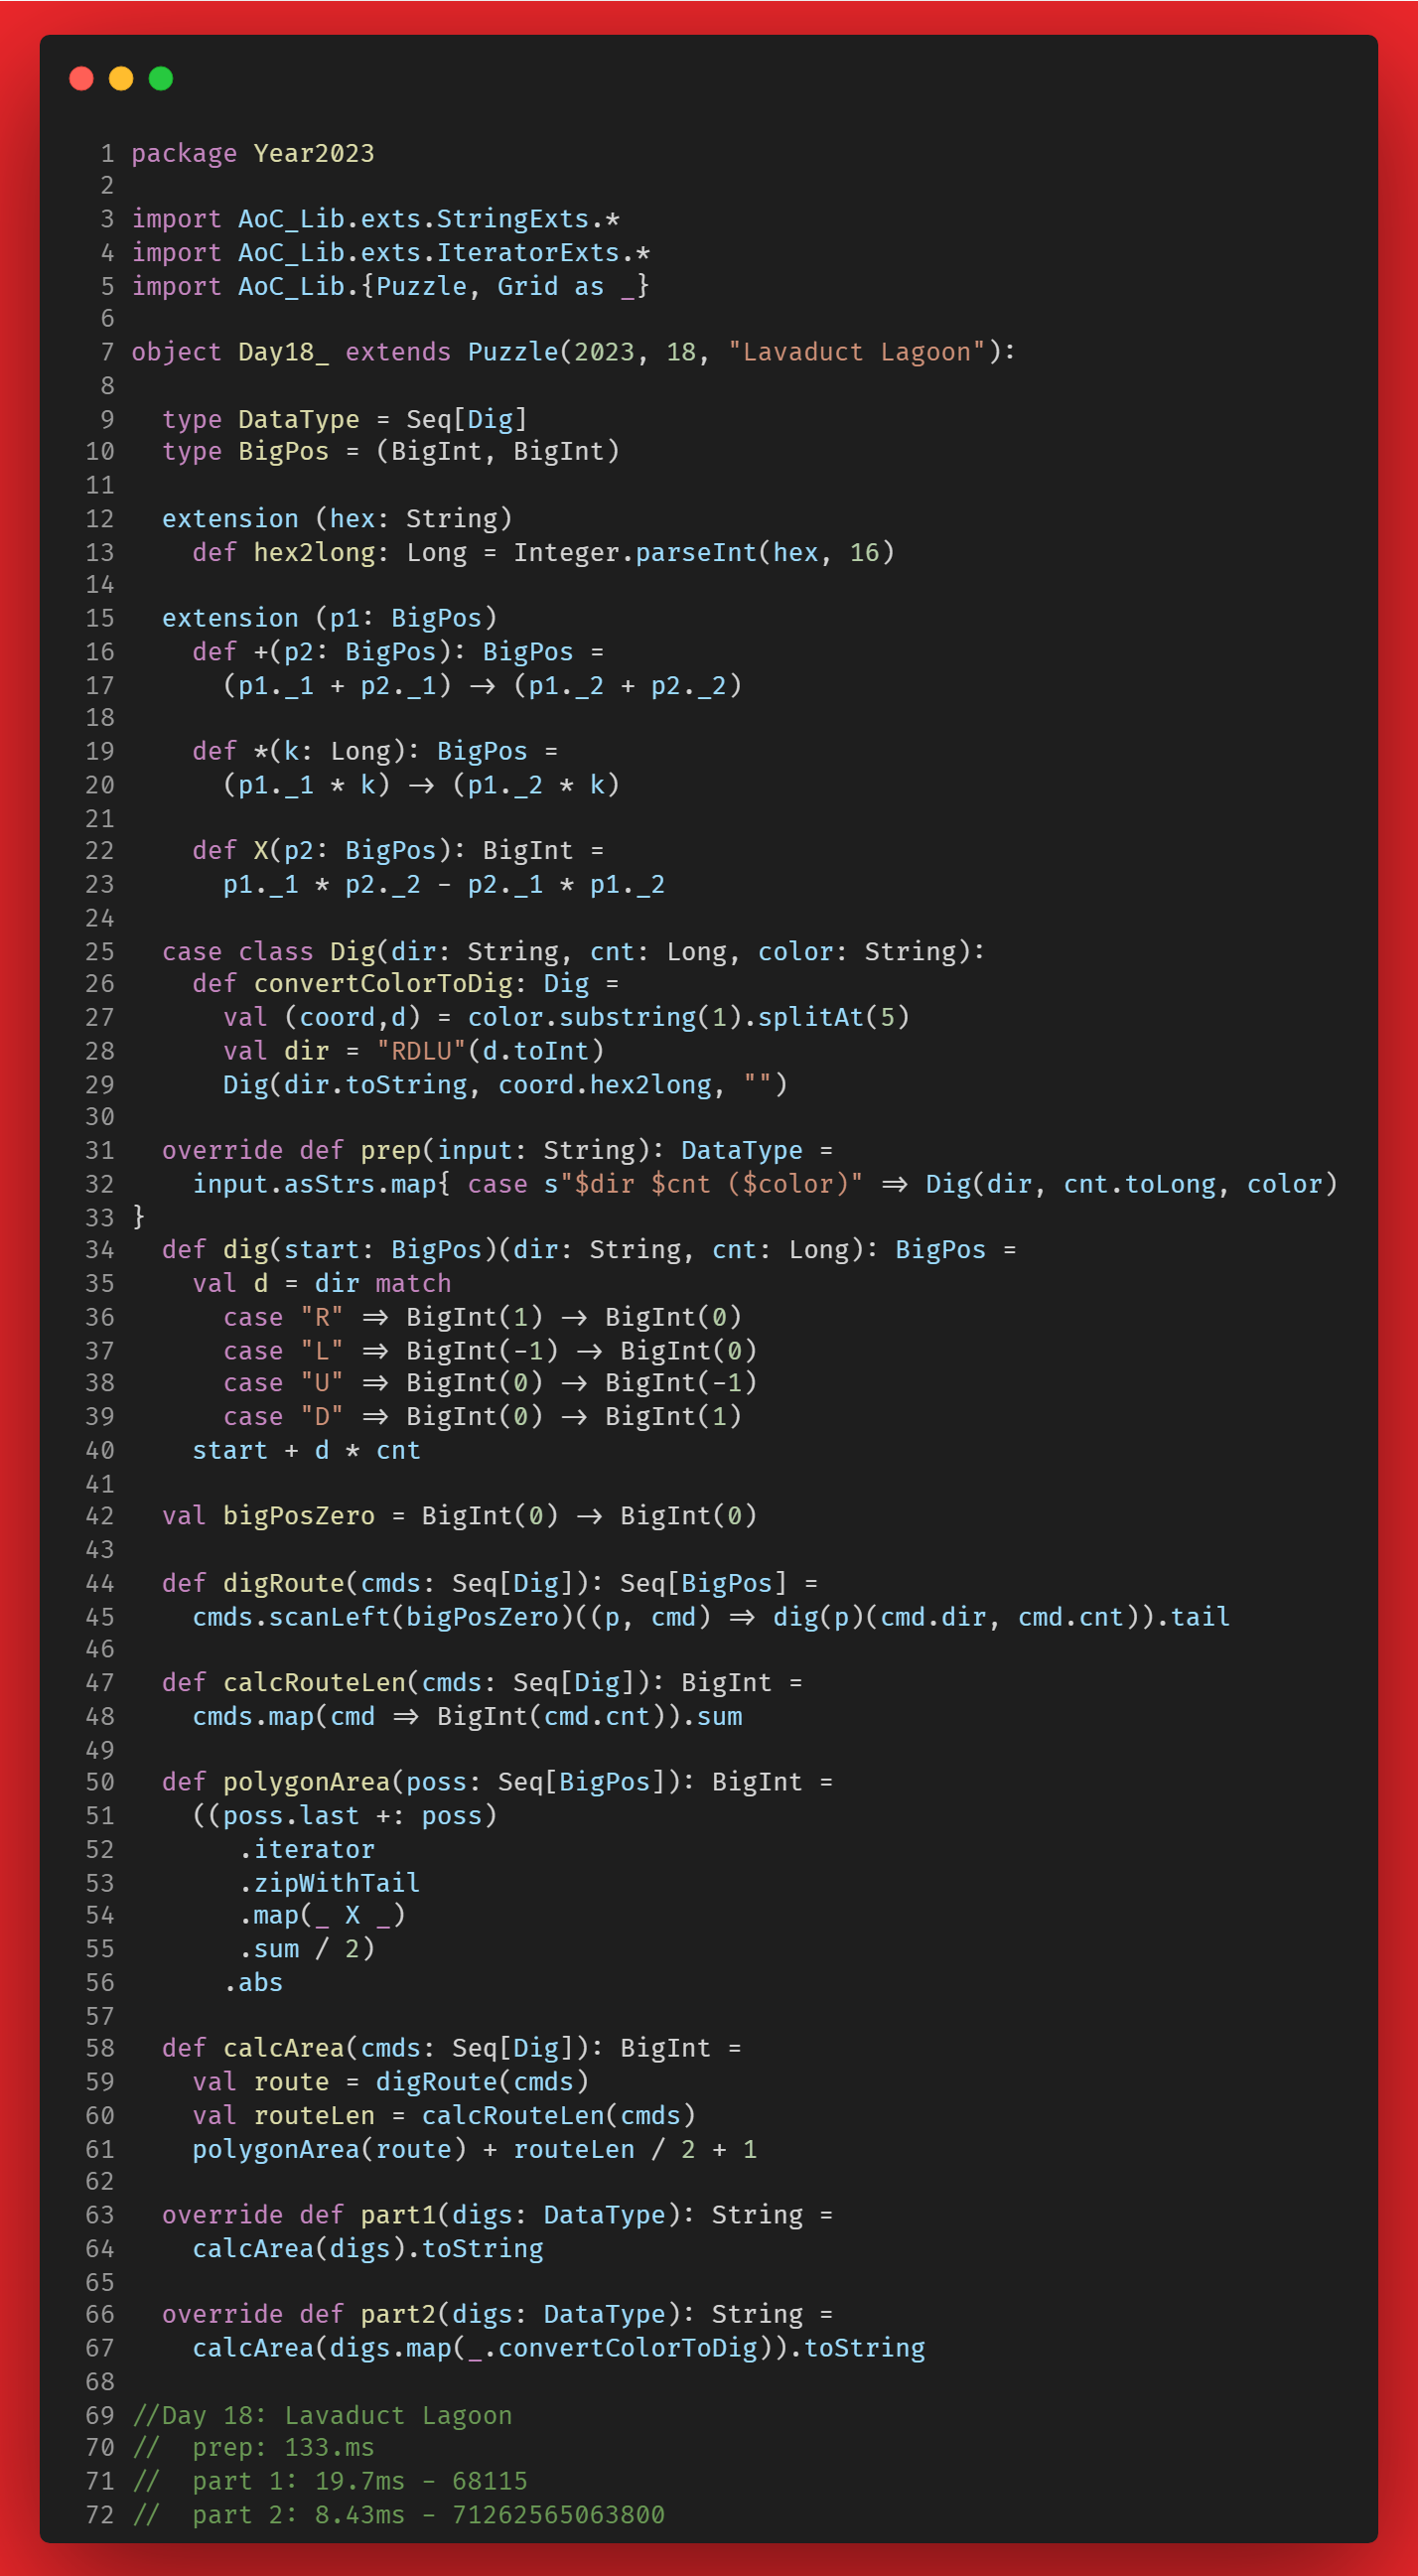 1 package Year2023
2
3 import AoC_Lib.exts.StringExts.*
4 import AoC_Lib.exts.IteratorExts.*
5 import AoC_Lib.{Puzzle, Grid as _}
6
7 object Day18_ extends Puzzle(2023, 18, "Lavaduct Lagoon"):
8
9   type DataType = Seq[Dig]
10   type BigPos = (BigInt, BigInt)
11
12   extension (hex: String)
13     def hex2long: Long = Integer.parseInt(hex, 16)
14
15   extension (p1: BigPos)
16     def +(p2: BigPos): BigPos =
17       (p1._1 + p2._1) -> (p1._2 + p2._2)
18
19     def *(k: Long): BigPos =
20       (p1._1 * k) -> (p1._2 * k)
21
22     def X(p2: BigPos): BigInt =
23       p1._1 * p2._2 - p2._1 * p1._2
24
25   case class Dig(dir: String, cnt: Long, color: String):
26     def convertColorToDig: Dig =
27       val (coord,d) = color.substring(1).splitAt(5)
28       val dir = "RDLU"(d.toInt)
29       Dig(dir.toString, coord.hex2long, "")
30
31   override def prep(input: String): DataType =
32     input.asStrs.map{ case s"$dir $cnt ($color)" => Dig(dir, cnt.toLong, color)
33 }
34   def dig(start: BigPos)(dir: String, cnt: Long): BigPos =
35     val d = dir match
36       case "R" => BigInt(1) -> BigInt(0)
37       case "L" => BigInt(-1) -> BigInt(0)
38       case "U" => BigInt(0) -> BigInt(-1)
39       case "D" => BigInt(0) -> BigInt(1)
40     start + d * cnt
41
42   val bigPosZero = BigInt(0) -> BigInt(0)
43
44   def digRoute(cmds: Seq[Dig]): Seq[BigPos] =
45     cmds.scanLeft(bigPosZero)((p, cmd) => dig(p)(cmd.dir, cmd.cnt)).tail
46
47   def calcRouteLen(cmds: Seq[Dig]): BigInt =
48     cmds.map(cmd => BigInt(cmd.cnt)).sum
49
50   def polygonArea(poss: Seq[BigPos]): BigInt =
51     ((poss.last +: poss)
52        .iterator
53        .zipWithTail
54        .map(_ X _)
55        .sum / 2)
56       .abs
57
58   def calcArea(cmds: Seq[Dig]): BigInt =
59     val route = digRoute(cmds)
60     val routeLen = calcRouteLen(cmds)
61     polygonArea(route) + routeLen / 2 + 1
62
63   override def part1(digs: DataType): String =
64     calcArea(digs).toString
65
66   override def part2(digs: DataType): String =
67     calcArea(digs.map(_.convertColorToDig)).toString
68
69 //Day 18: Lavaduct Lagoon
70 //  prep: 133.ms
71 //  part 1: 19.7ms - 68115
72 //  part 2: 8.43ms - 71262565063800